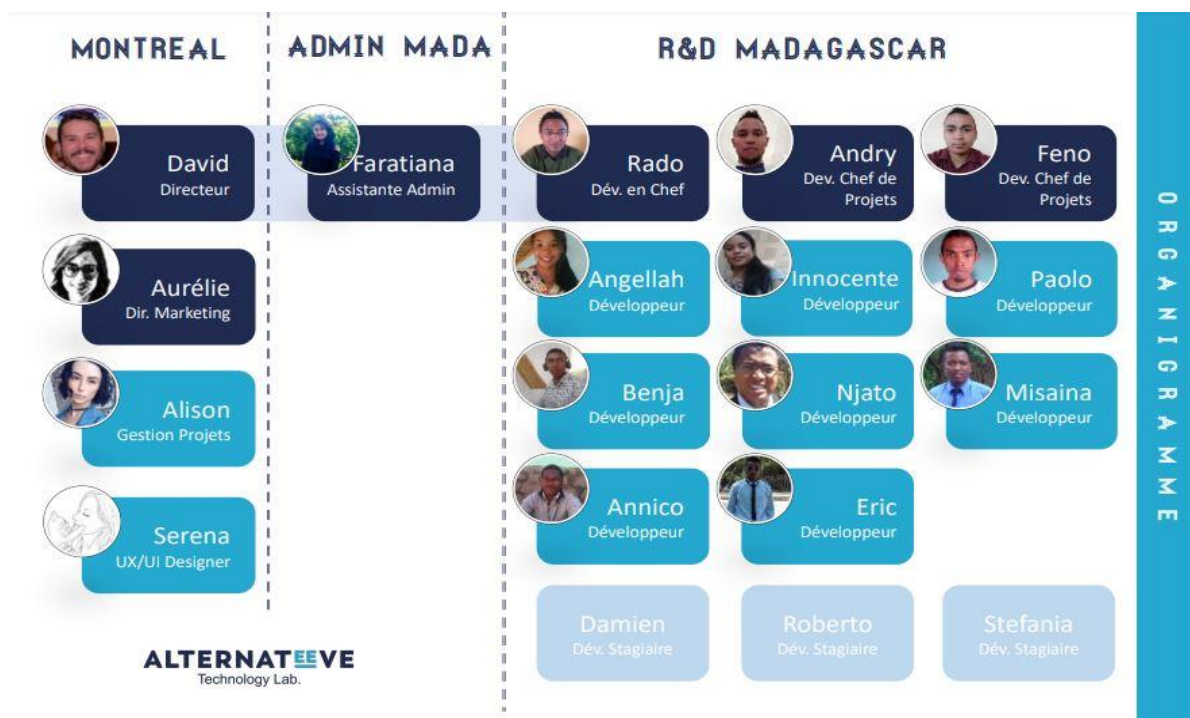 MONTREAL
ADMIN MADA
R&D MADAGASCAR
David
Directeur
Faratiana
Assistante Admin
Rado
Dév. en Chef
Andry
Dev. Chef de
Projets
Feno
Dev. Chef de
Projets
Aurélie
Dir. Marketing
Angellah
Développeur
Innocente
Développeur
Paolo
Développeur
Alison
Gestion Projets
Benja
Développeur
Njato
Développeur
Misaina
Développeur
Serena
UX/UI Designer
Annico
Développeur
Eric
Développeur
Damien
Dév. Stagiaire
Roberto
Dév. Stagiaire
Stefania
Dév. Stagiaire
ALTERNATEEVE
Technology Lab.
ORGANIGRAMME